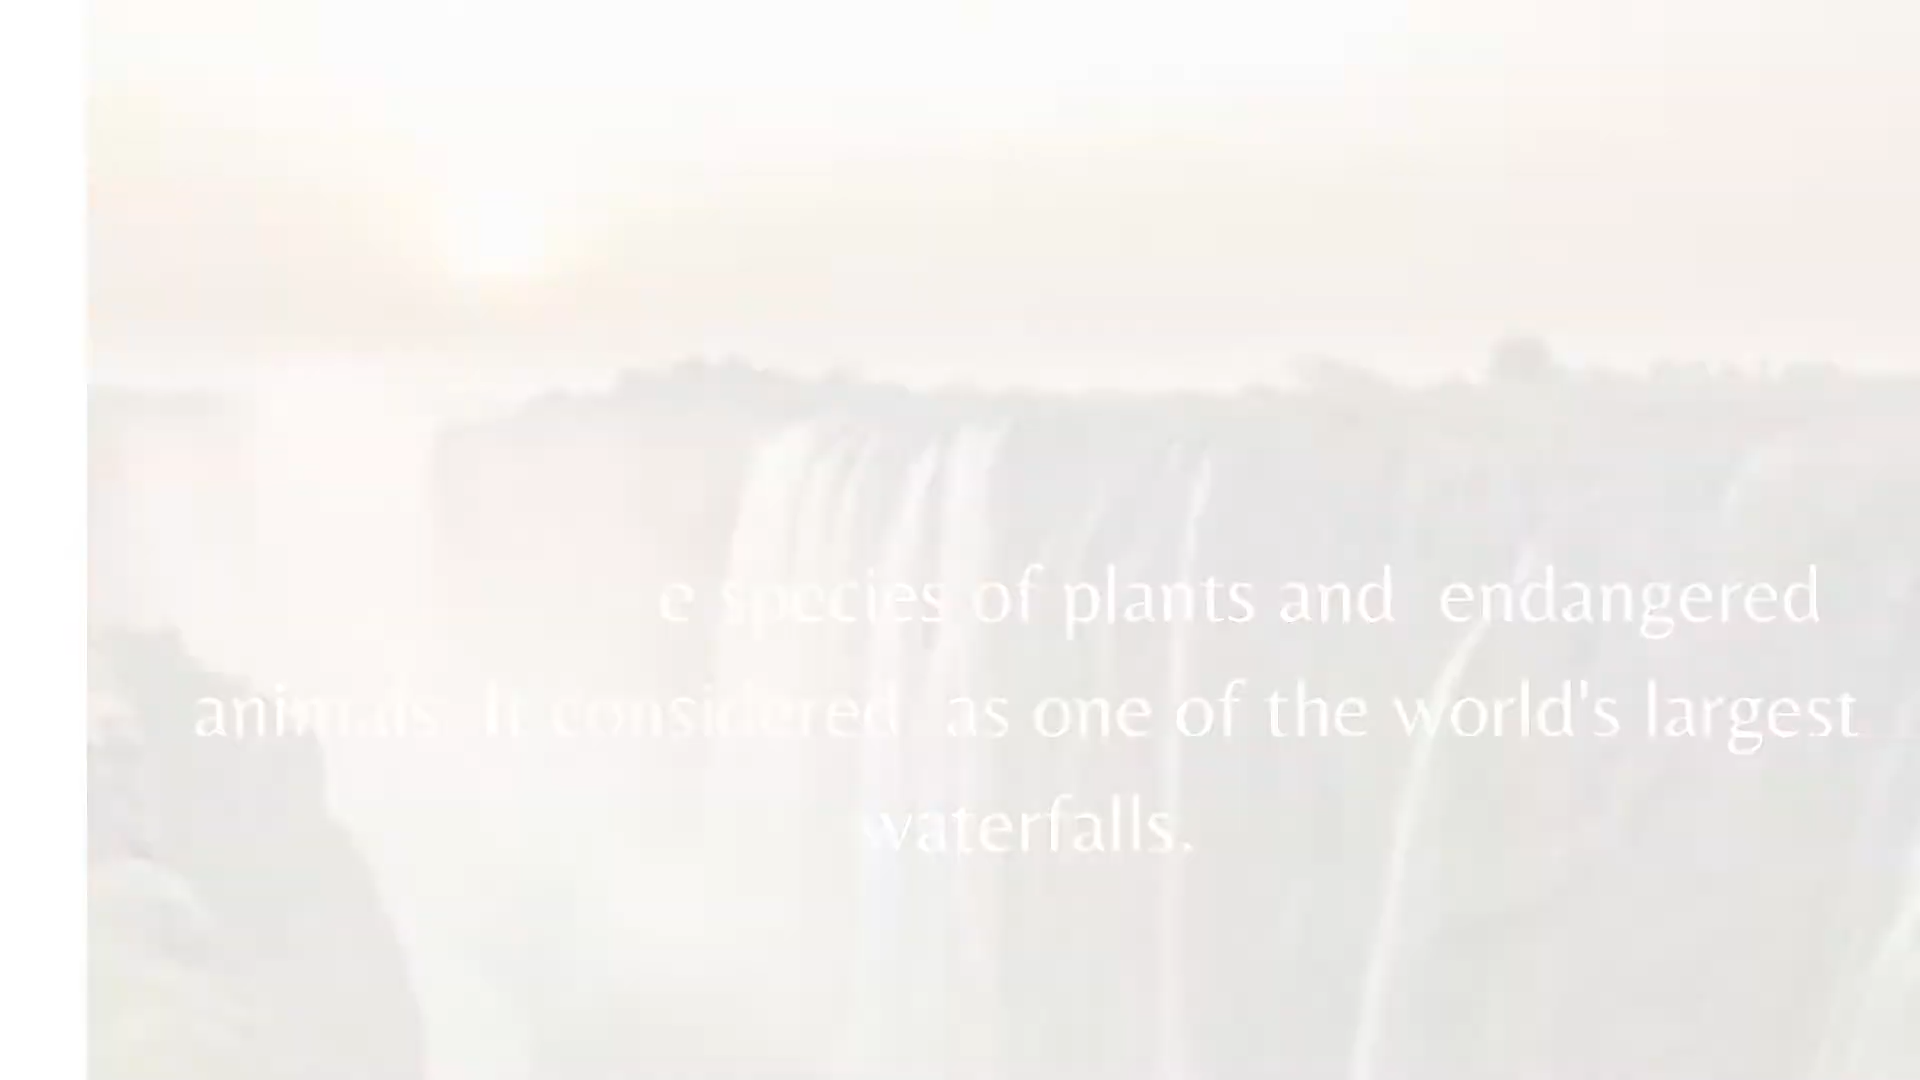 species of plants and endangered
animals. It considered as one of the world's largest
waterfalls.